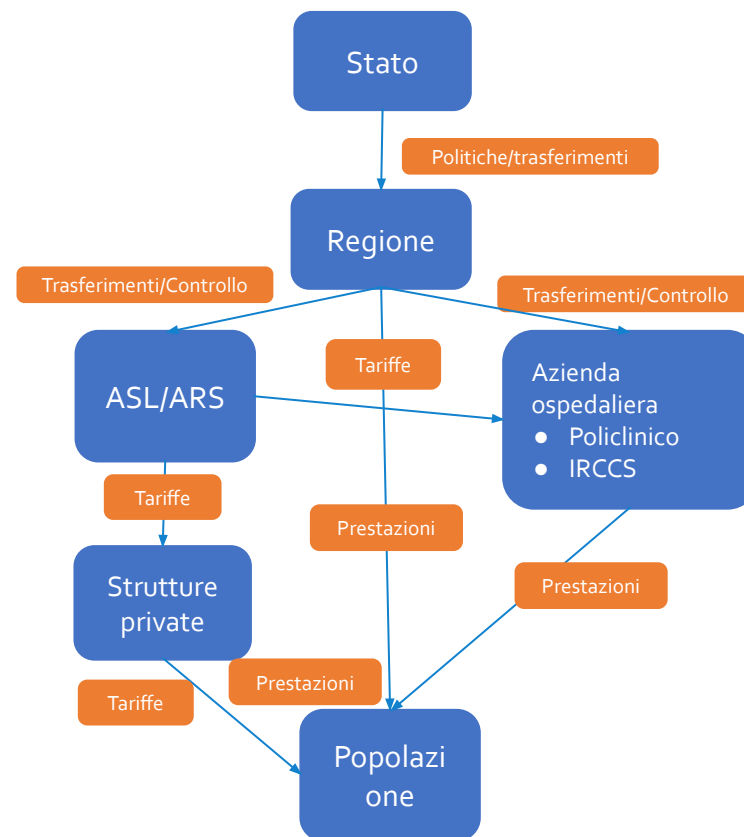 Stato
Politiche/trasferimenti
Regione
Trasferimenti/Controllo
Trasferimenti/Controllo
Tariffe
ASL/ARS
Azienda
ospedaliera
● Policlinico
● IRCCS
Tariffe
Prestazioni
Strutture
private
Prestazioni
Prestazioni
Tariffe
Popolazi
one